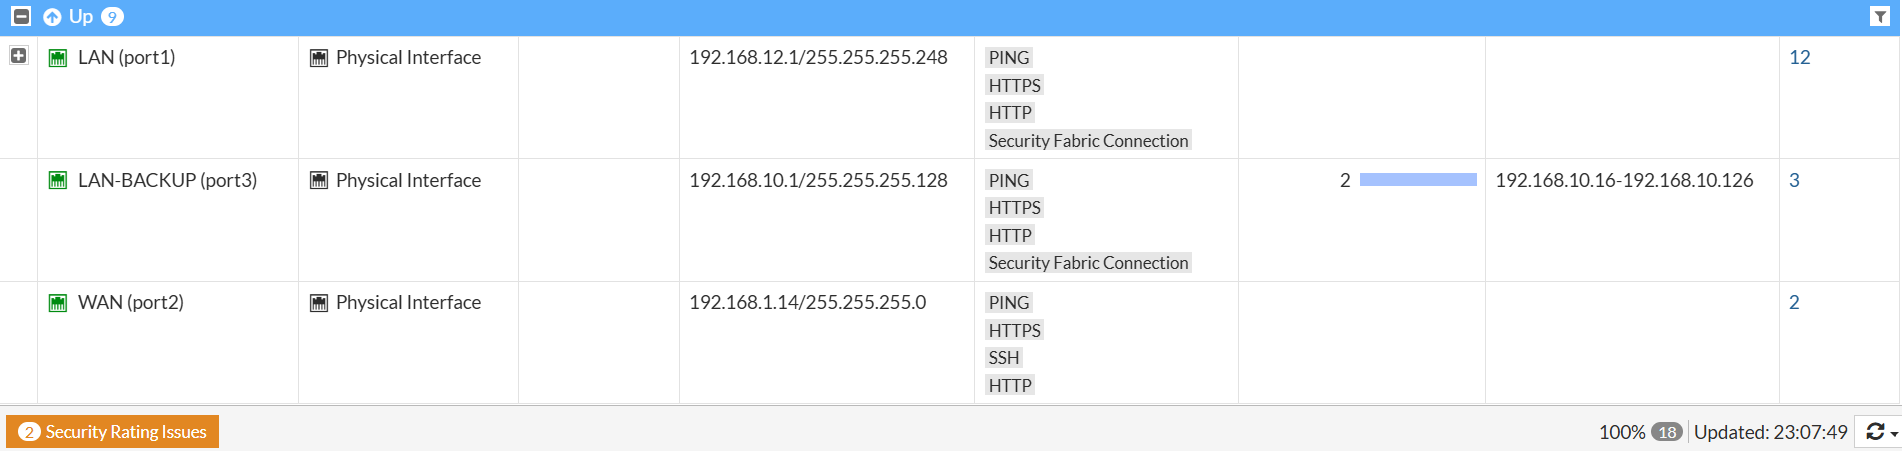 Up 9
LAN (port1) Physical Interface 192.168.12.1/255.255.255.248 PING 12
HTTPS
HTTP
Security Fabric Connection
LAN-BACKUP (port3) Physical Interface 192.168.10.1/255.255.255.128 PING 2 192.168.10.16-192.168.10.126 3
HTTPS
HTTP
Security Fabric Connection
WAN (port2) Physical Interface 192.168.1.14/255.255.255.0 PING 2
HTTPS
SSH
HTTP
2 Security Rating Issues 100% 18 Updated: 23:07:49